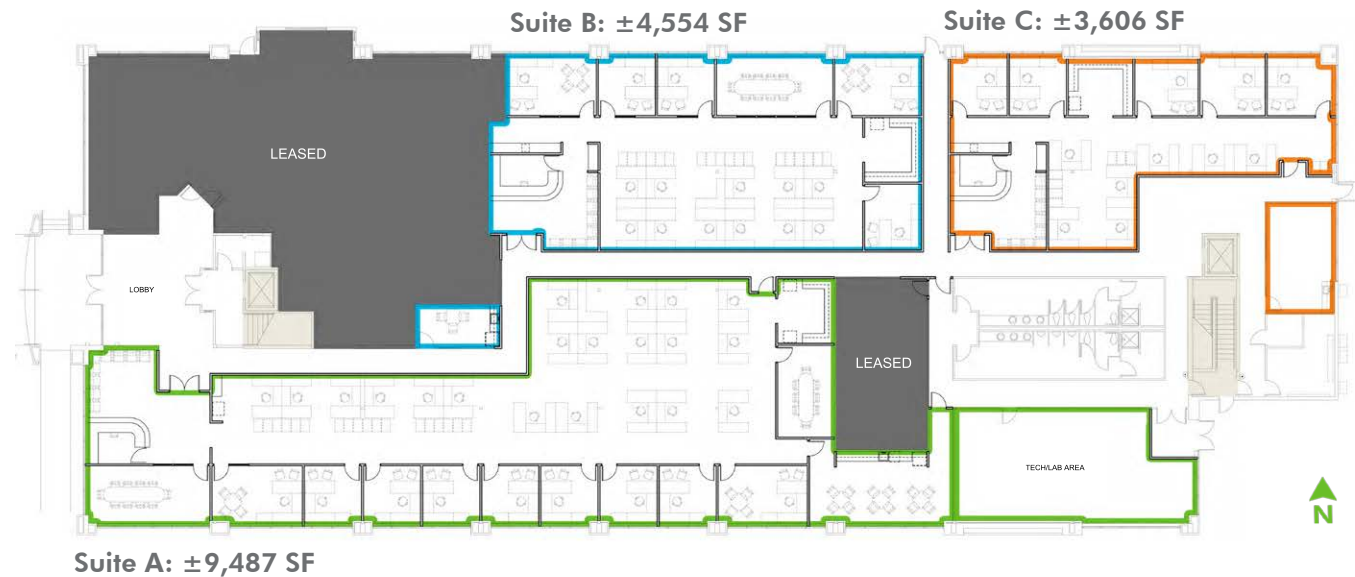 Suite B: ±4,554 SF
Suite C: ±3,606 SF
LEASED
LOBBY
LEASED
TECH/LAB AREA
N
Suite A: ±9,487 SF